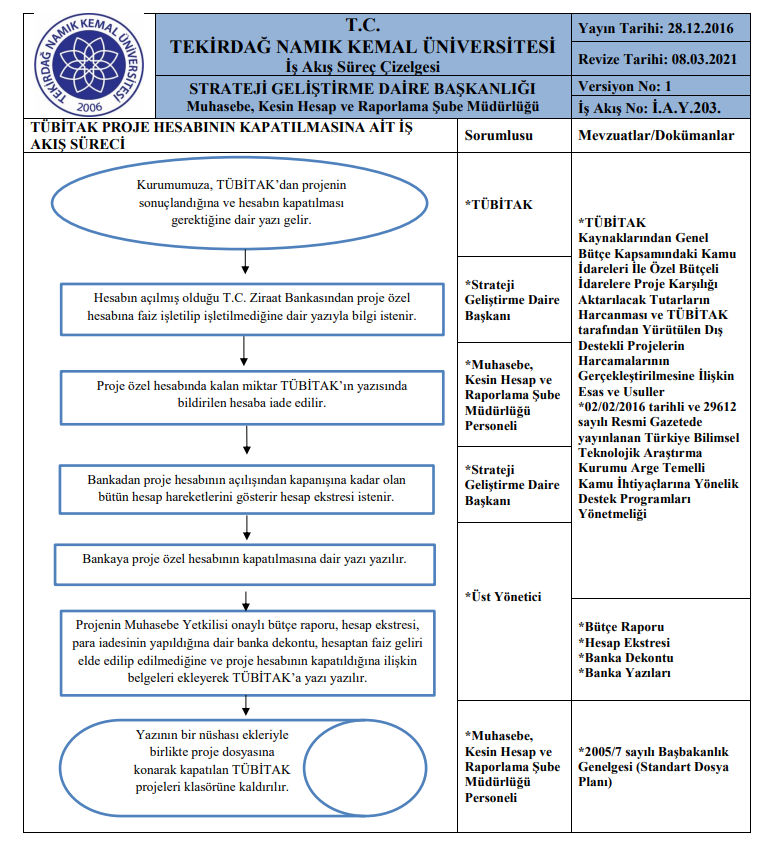 TEKİRDAĞ NAMIK KEMAL ÜNİVERSİTESİ
2006
T.C.
TEKİRDAĞ NAMIK KEMAL ÜNİVERSİTESİ
İş Akış Süreç Çizelgesi
STRATEJİ GELİŞTİRME DAİRE BAŞKANLIĞI
Muhasebe, Kesin Hesap ve Raporlama Şube Müdürlüğü
Yayın Tarihi: 28.12.2016
Revize Tarihi: 08.03.2021
Versiyon No: 1
İş Akış No: İ.A.Y.203.
TÜBİTAK PROJE HESABININ KAPATILMASINA AİT İŞ
AKIŞ SÜRECİ
Sorumlusu
Mevzuatlar/Dokümanlar
Kurumumuza, TÜBİTAK’dan projenin
sonuçlandığına ve hesabın kapatılması
gerektiğine dair yazı gelir.
Hesabın açılmış olduğu T.C. Ziraat Bankasından proje özel
hesabına faiz işletilip işletilmediğine dair yazıyla bilgi istenir.
Proje özel hesabında kalan miktar TÜBİTAK’ın yazısında
bildirilen hesaba iade edilir.
Bankadan proje hesabının açılışından kapanışına kadar olan
bütün hesap hareketlerini gösterir hesap ekstresi istenir.
Bankaya proje özel hesabının kapatılmasına dair yazı yazılır.
Projenin Muhasebe Yetkilisi onaylı bütçe raporu, hesap ekstresi,
para iadesinin yapıldığına dair banka dekontu, hesaptan faiz geliri
elde edilip edilmediğine ve proje hesabının kapatıldığına ilişkin
belgeleri ekleyerek TÜBİTAK’a yazı yazılır.
Yazının bir nüshası ekleriyle
birlikte proje dosyasına
konarak kapatılan TÜBİTAK
projeleri klasörüne kaldırılır.
*TÜBİTAK
*Strateji
Geliştirme Daire
Başkanı
*Muhasebe,
Kesin Hesap ve
Raporlama Şube
Müdürlüğü
Personeli
*Strateji
Geliştirme Daire
Başkanı
*Üst Yönetici
*Muhasebe,
Kesin Hesap ve
Raporlama Şube
Müdürlüğü
Personeli
*TÜBİTAK
Kaynaklarından Genel
Bütçe Kapsamındaki Kamu
İdareleri İle Özel Bütçeli
İdarelere Proje Karşılığı
Aktarılacak Tutarların
Harcanması ve TÜBİTAK
tarafından Yürütülen Dış
Destekli Projelerin
Harcamalarının
Gerçekleştirilmesine İlişkin
Esas ve Usuller
*02/02/2016 tarihli ve 29612
sayılı Resmi Gazetede
yayınlanan Türkiye Bilimsel
Teknolojik Araştırma
Kurumu Arge Temelli
Kamu İhtiyaçlarına Yönelik
Destek Programları
Yönetmeliği
*Bütçe Raporu
*Hesap Ekstresi
*Banka Dekontu
*Banka Yazıları
*2005/7 sayılı Başbakanlık
Genelgesi (Standart Dosya
Planı)